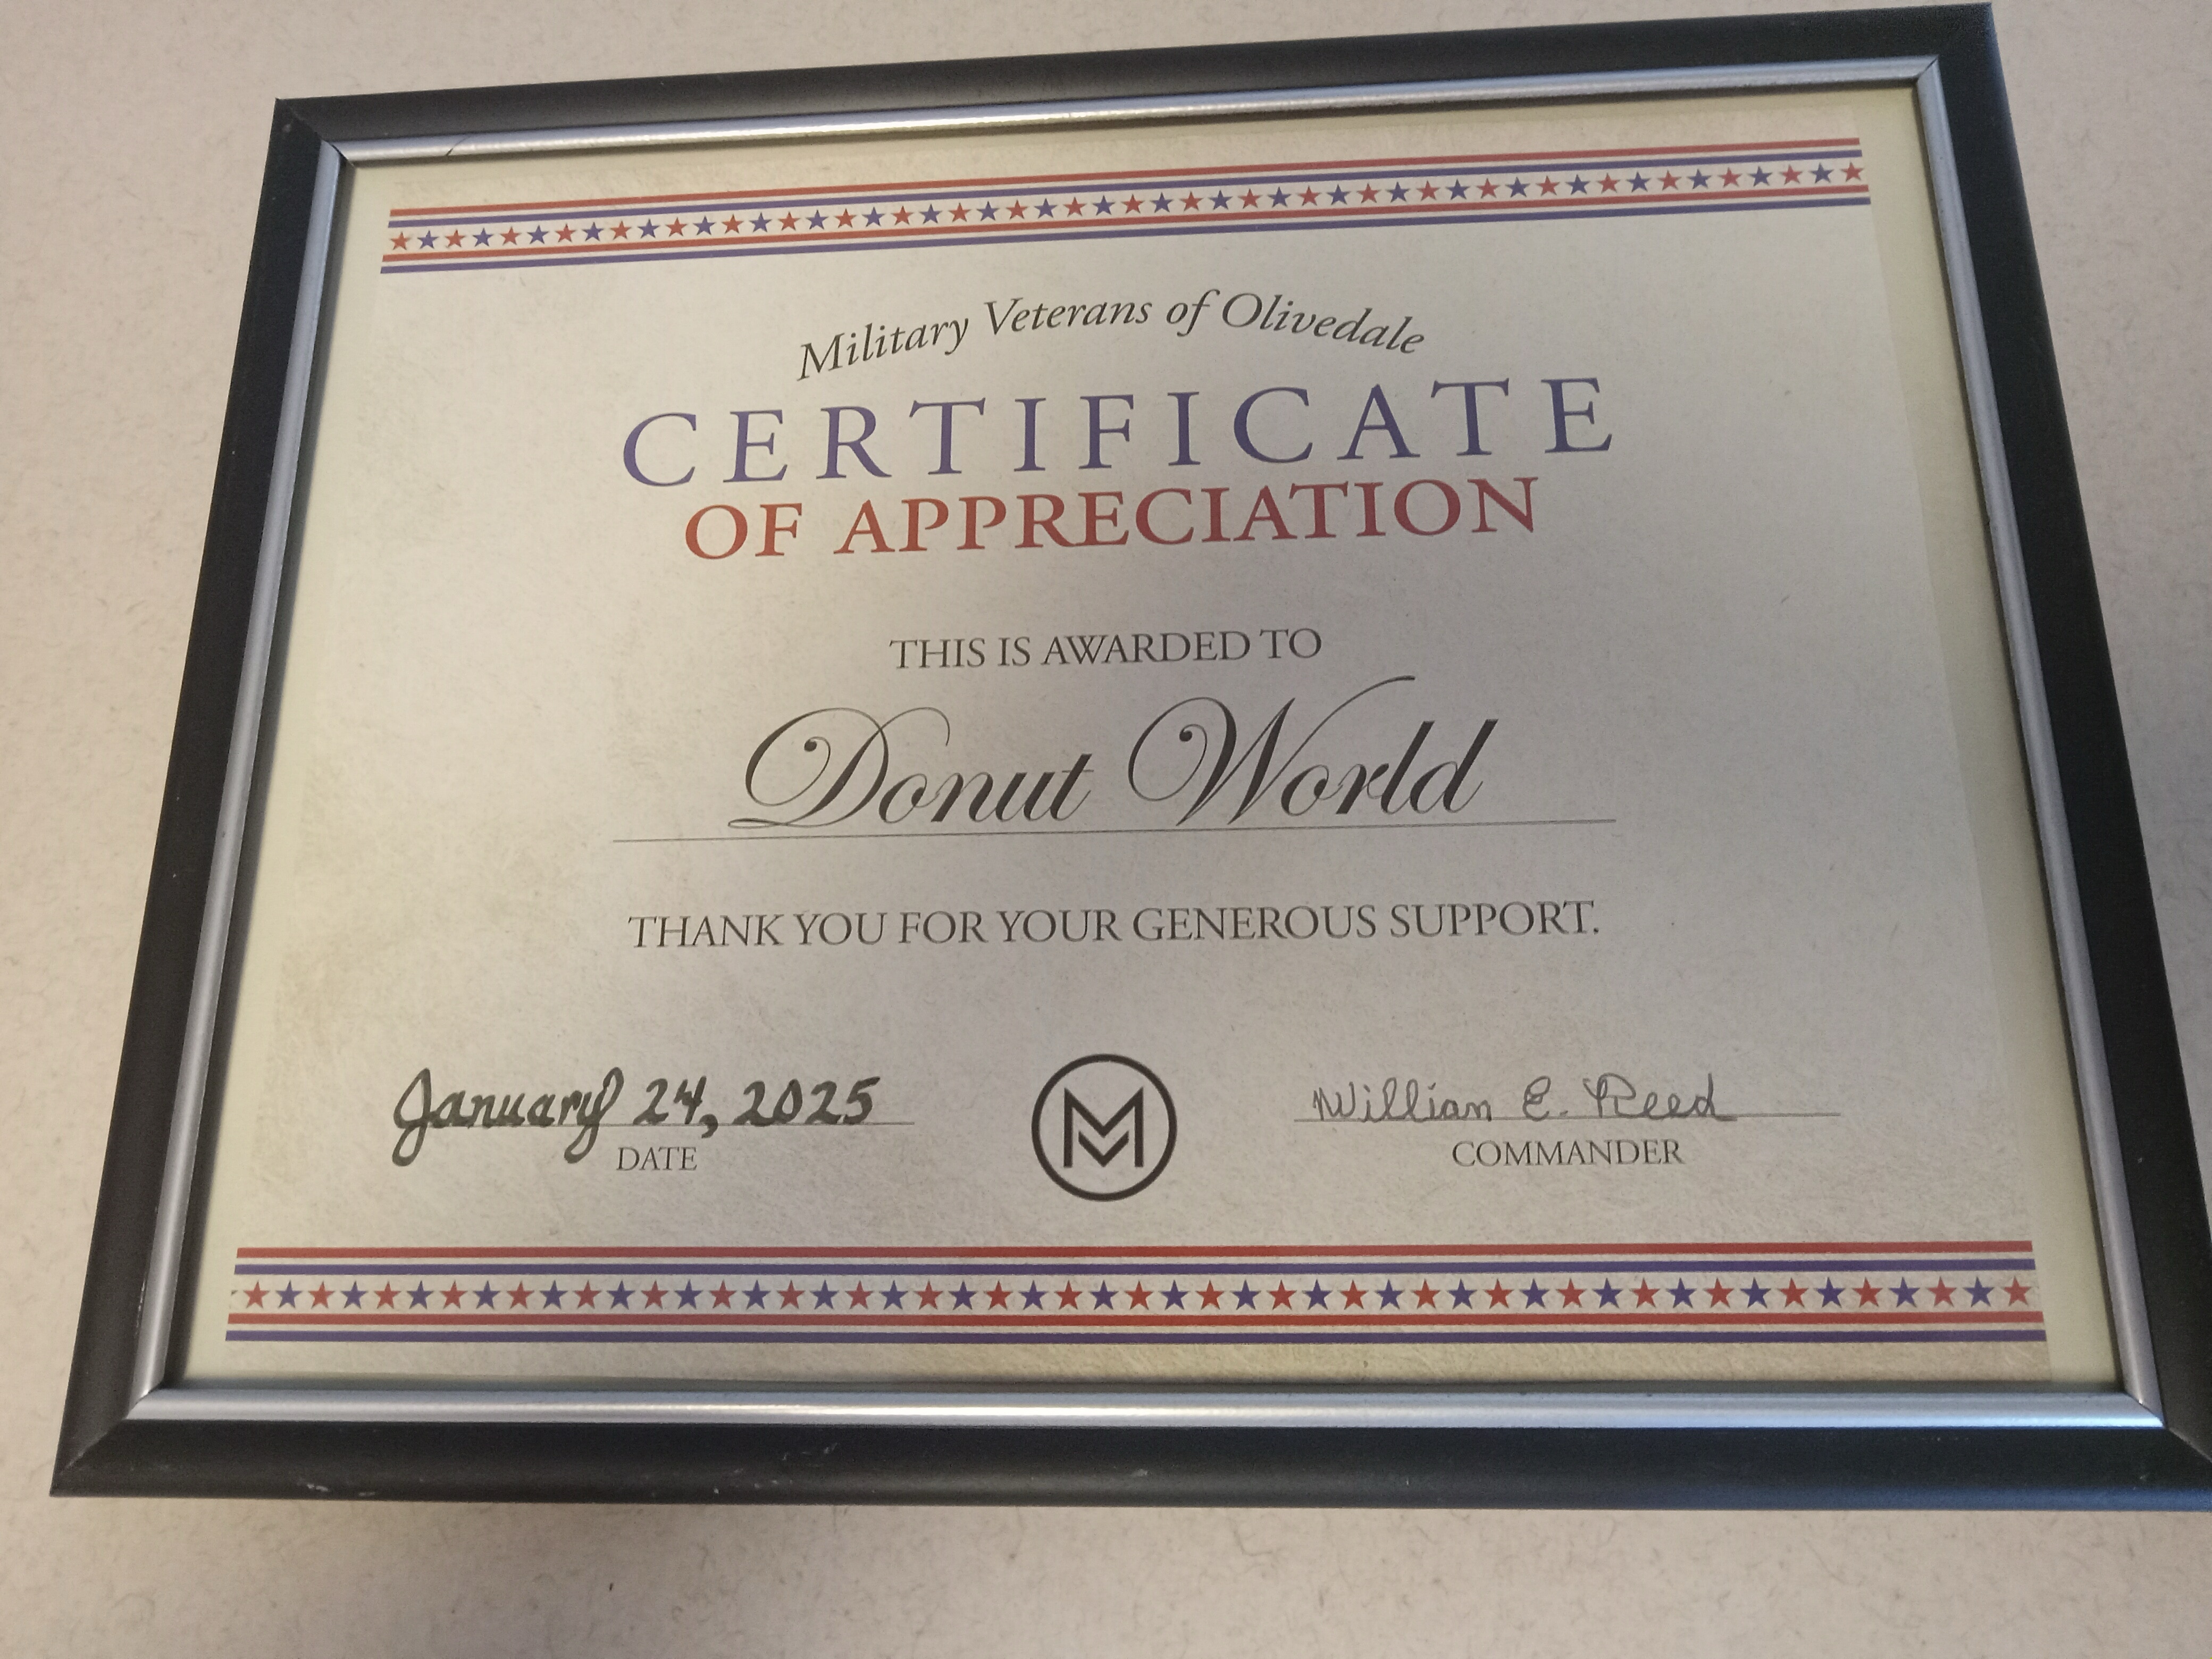 Military Veterans of Olivedale
CERTIFICATE
OF APPRECIATION
THIS IS AWARDED TO
Donut World
THANK YOU FOR YOUR GENEROUS SUPPORT.
January 24, 2025
DATE
M
William E. Reed
COMMANDER